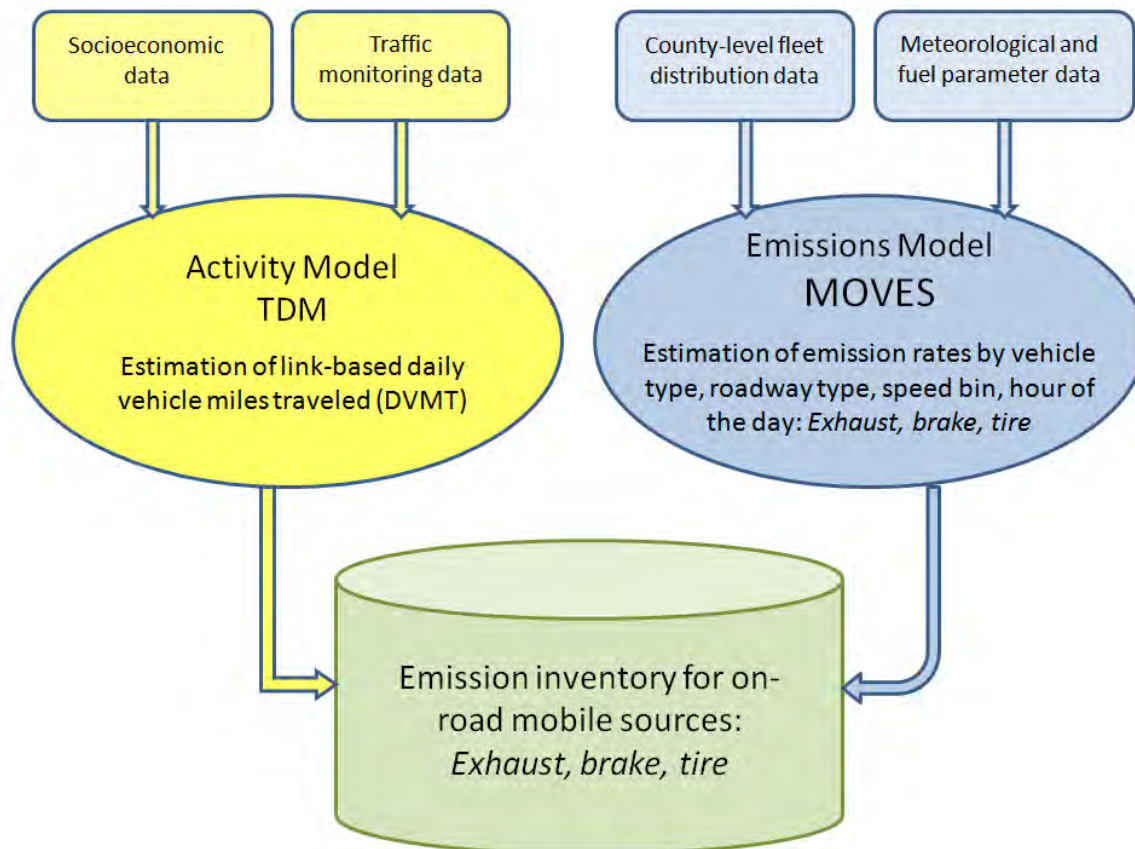 Socioeconomic
data
Traffic
monitoring data
County-level fleet
distribution data
Meteorological and
fuel parameter data
Activity Model
TDM
Estimation of link-based daily
vehicle miles traveled (DVMT)
Emissions Model
MOVES
Estimation of emission rates by vehicle
type, roadway type, speed bin, hour of
the day: Exhaust, brake, tire
Emission inventory for on-
road mobile sources:
Exhaust, brake, tire